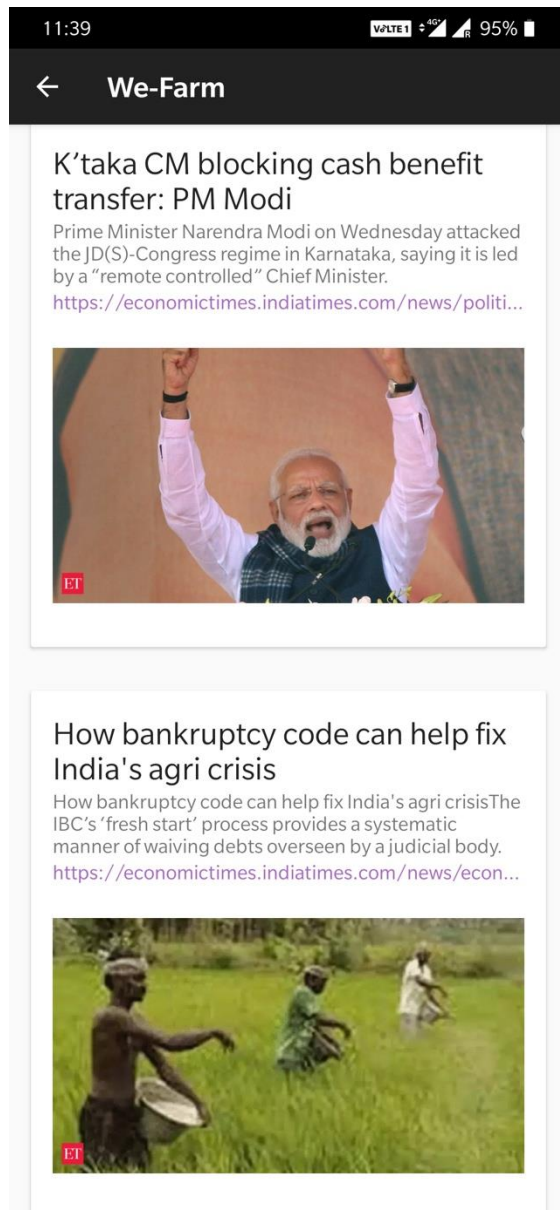 11:39 VoLTE 1 4G+ R 95%
We-Farm
K’taka CM blocking cash benefit
transfer: PM Modi
Prime Minister Narendra Modi on Wednesday attacked
the JD(S)-Congress regime in Karnataka, saying it is led
by a “remote controlled” Chief Minister.
https://economictimes.indiatimes.com/news/politi...
ET
How bankruptcy code can help fix
India's agri crisis
How bankruptcy code can help fix India's agri crisisThe
IBC’s ‘fresh start’ process provides a systematic
manner of waiving debts overseen by a judicial body.
https://economictimes.indiatimes.com/news/econ...
ET